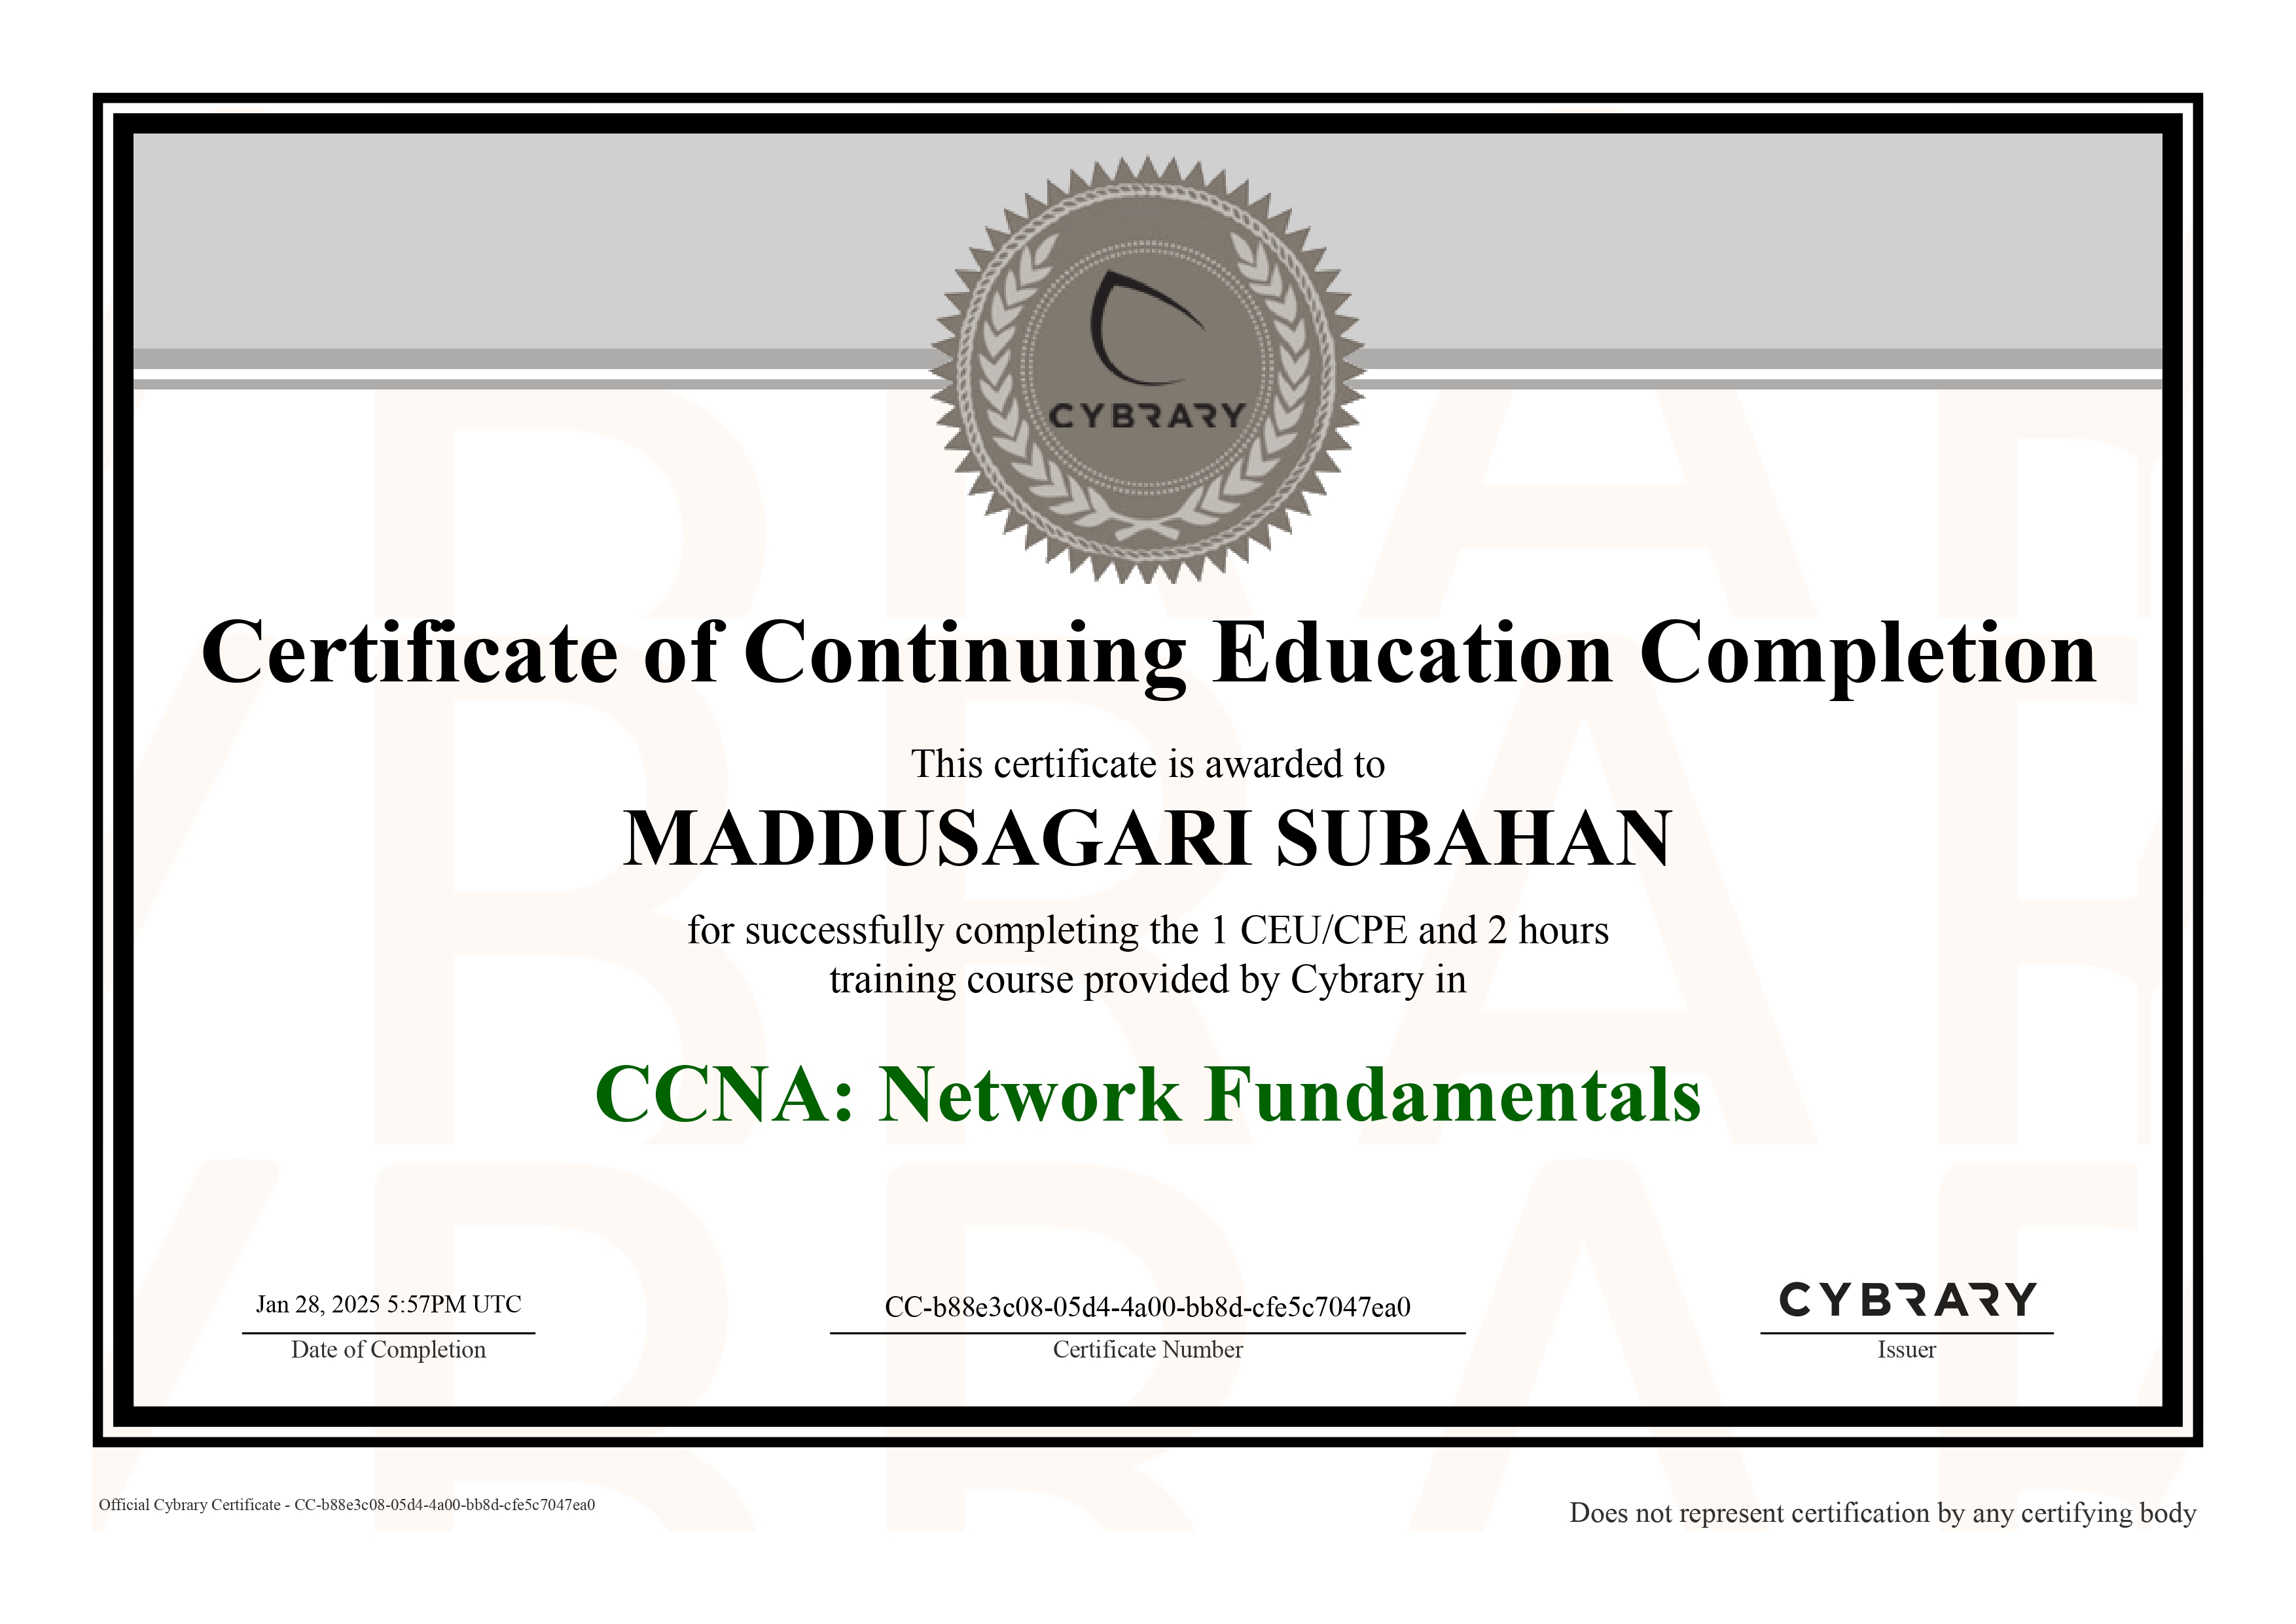 CYBRARY
Certificate of Continuing Education Completion
This certificate is awarded to
MADDUSAGARI SUBAHAN
for successfully completing the 1 CEU/CPE and 2 hours
training course provided by Cybrary in
CCNA: Network Fundamentals
Jan 28, 2025 5:57PM UTC
Date of Completion
CC-b88e3c08-05d4-4a00-bb8d-cfe5c7047ea0
Certificate Number
CYBRARY
Issuer
Official Cybrary Certificate - CC-b88e3c08-05d4-4a00-bb8d-cfe5c7047ea0
Does not represent certification by any certifying body